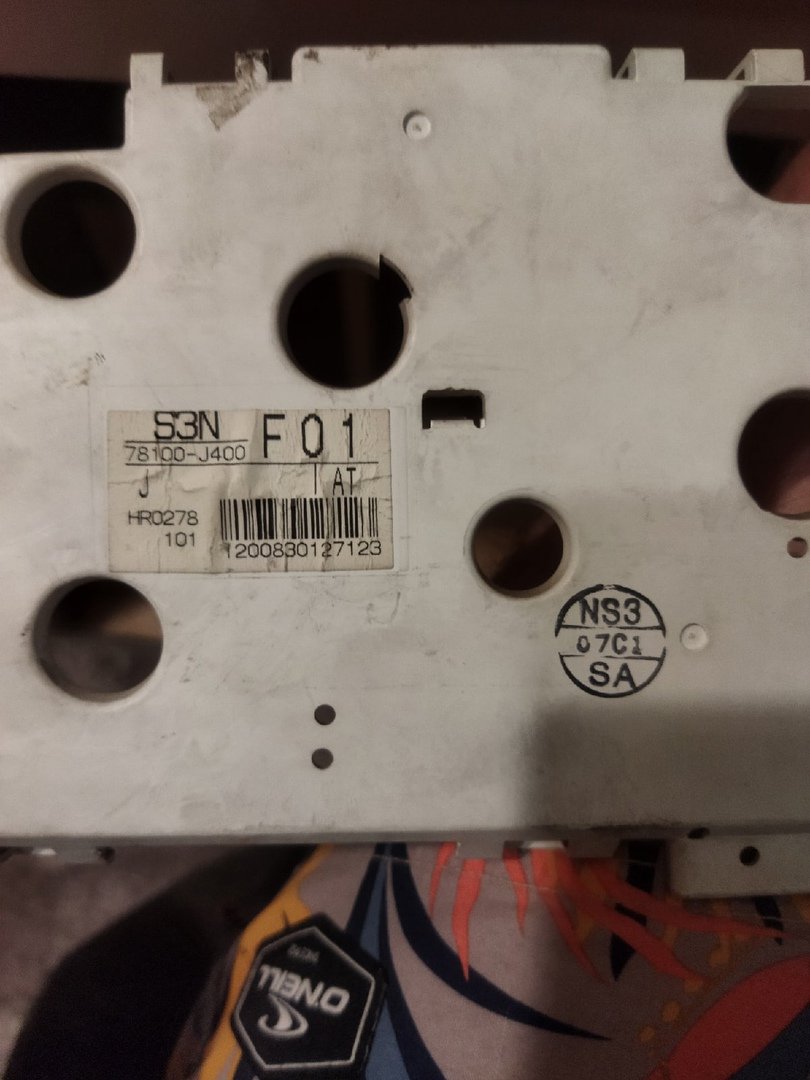 S3N F01
78100-J400
J AT
HR0278
101
1200830127123
NS3
07C1
SA
O'NEILL